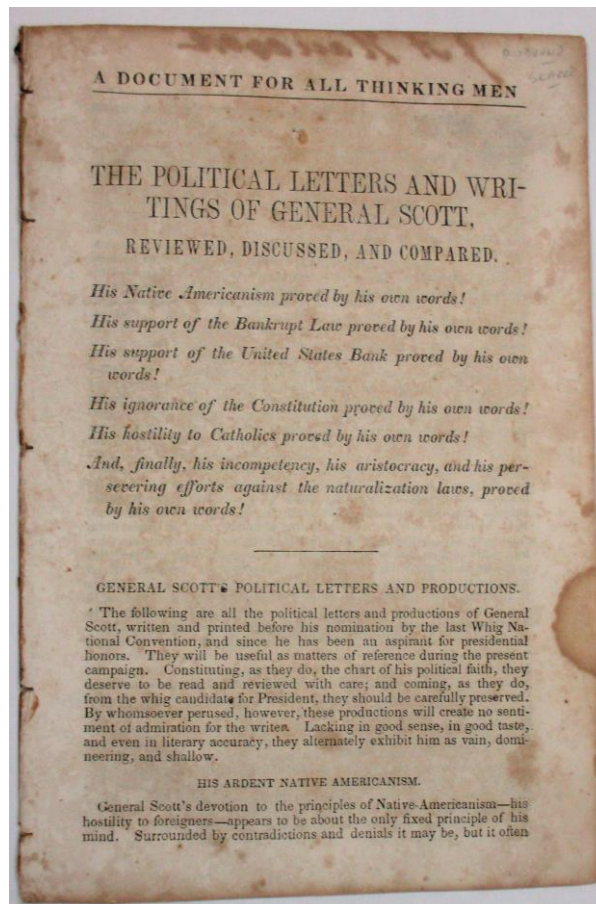 A DOCUMENT FOR ALL THINKING MEN
THE POLITICAL LETTERS AND WRI-
TINGS OF GENERAL SCOTT,
REVIEWED, DISCUSSED, AND COMPARED.
His Native Americanism proved by his own words!
His support of the Bankrupt Law proved by his own words!
His support of the United States Bank proved by his own
words!
His ignorance of the Constitution proved by his own words!
His hostility to Catholics proved by his own words!
And, finally, his incompetency, his aristocracy, and his per-
severing efforts against the naturalization laws, proved
by his own words!
GENERAL SCOTT'S POLITICAL LETTERS AND PRODUCTIONS.
The following are all the political letters and productions of General
Scott, written and printed before his nomination by the last Whig Na-
tional Convention, and since he has been an aspirant for presidential
honors. They will be useful as matters of reference during the present
campaign. Constituting, as they do, the chart of his political faith, they
deserve to be read and reviewed with care; and coming, as they do,
from the whig candidate for President, they should be carefully preserved.
By whomsoever perused, however, these productions will create no senti-
ment of admiration for the writer. Lacking in good sense, in good taste,
and even in literary accuracy, they alternately exhibit him as vain, domi-
neering, and shallow.
HIS ARDENT NATIVE AMERICANISM.
General Scott's devotion to the principles of Native-Americanism—his
hostility to foreigners—appears to be about the only fixed principle of his
mind. Surrounded by contradictions and denials it may be, but it often